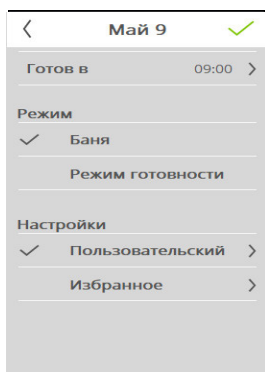 Май 9
Готов в 09:00
Режим
Баня
Режим готовности
Настройки
Пользовательский
Избранное